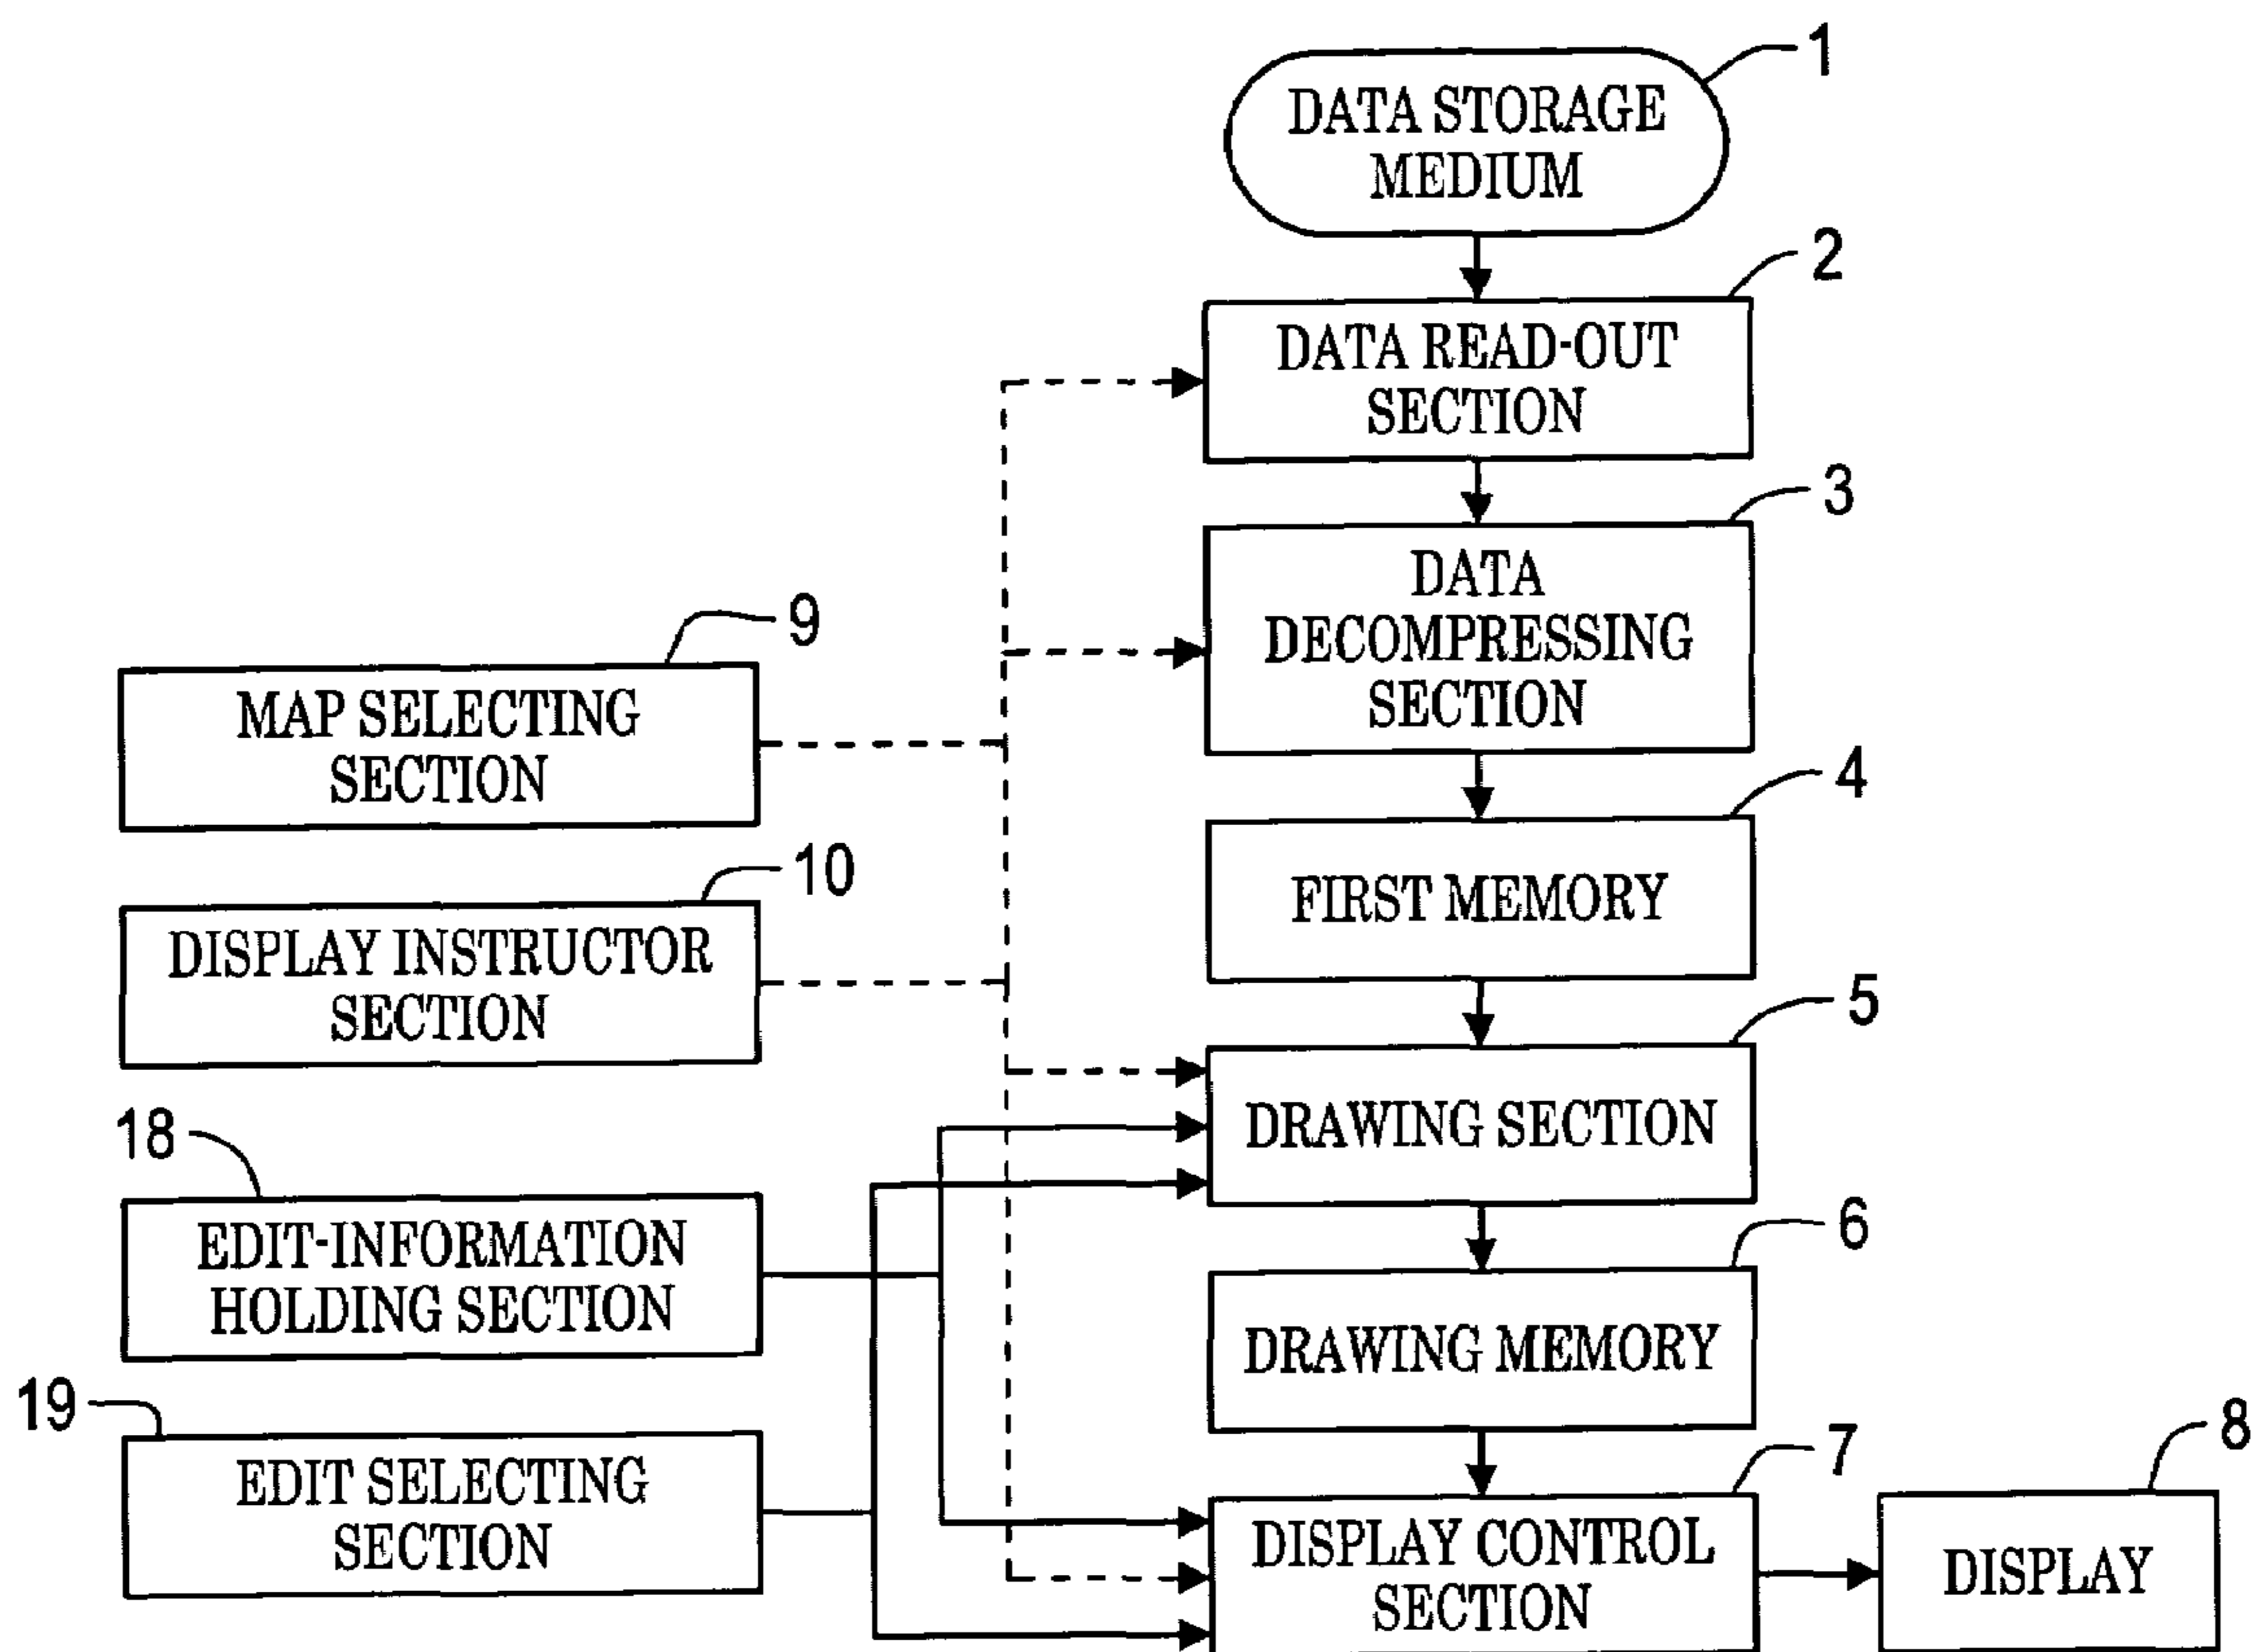 1
DATA STORAGE
MEDIUM
2
DATA READ-OUT
SECTION
3
DATA
DECOMPRESSING
SECTION
9
MAP SELECTING
SECTION
4
FIRST MEMORY
10
DISPLAY INSTRUCTOR
SECTION
5
DRAWING SECTION
18
EDIT-INFORMATION
HOLDING SECTION
6
DRAWING MEMORY
19
EDIT SELECTING
SECTION
7
DISPLAY CONTROL
SECTION
8
DISPLAY